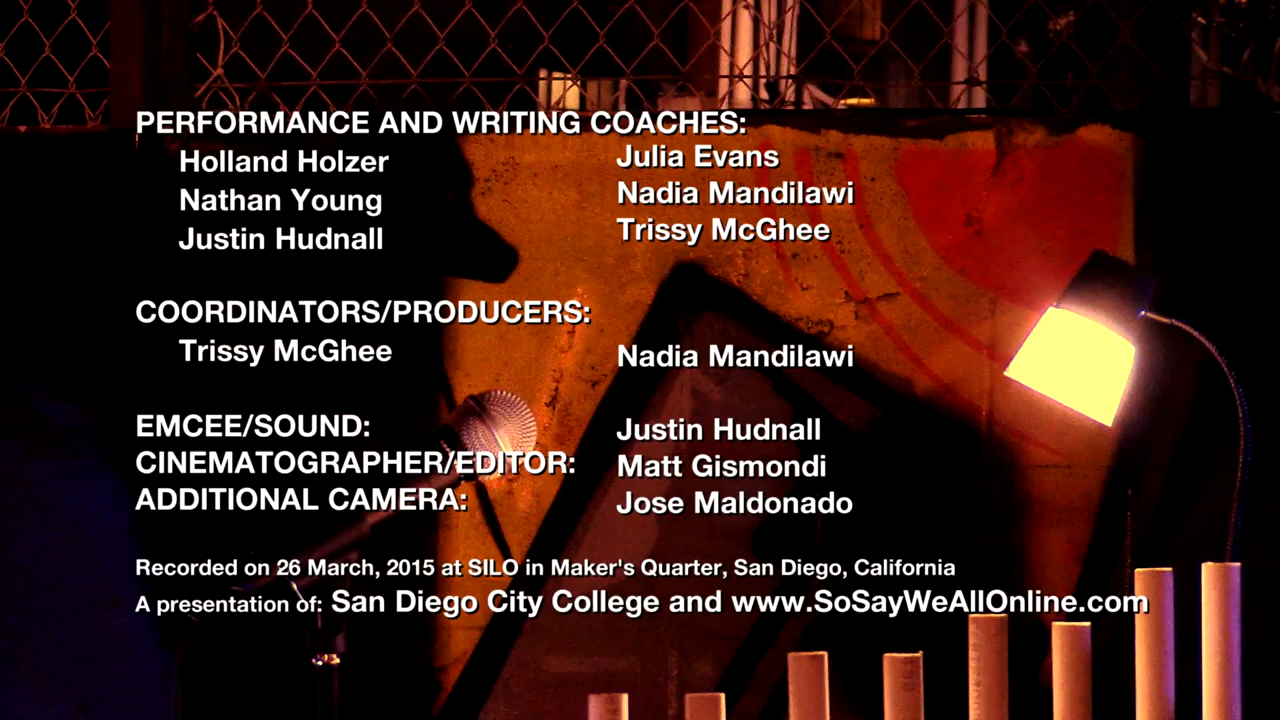 PERFORMANCE AND WRITING COACHES:
Holland Holzer
Julia Evans
Nathan Young
Nadia Mandilawi
Justin Hudnall
Trissy McGhee
COORDINATORS/PRODUCERS:
Trissy McGhee
Nadia Mandilawi
EMCEE/SOUND: Justin Hudnall
CINEMATOGRAPHER/EDITOR: Matt Gismondi
ADDITIONAL CAMERA: Jose Maldonado
Recorded on 26 March, 2015 at SILO in Maker's Quarter, San Diego, California
A presentation of: San Diego City College and www.SoSayWeAllOnline.com